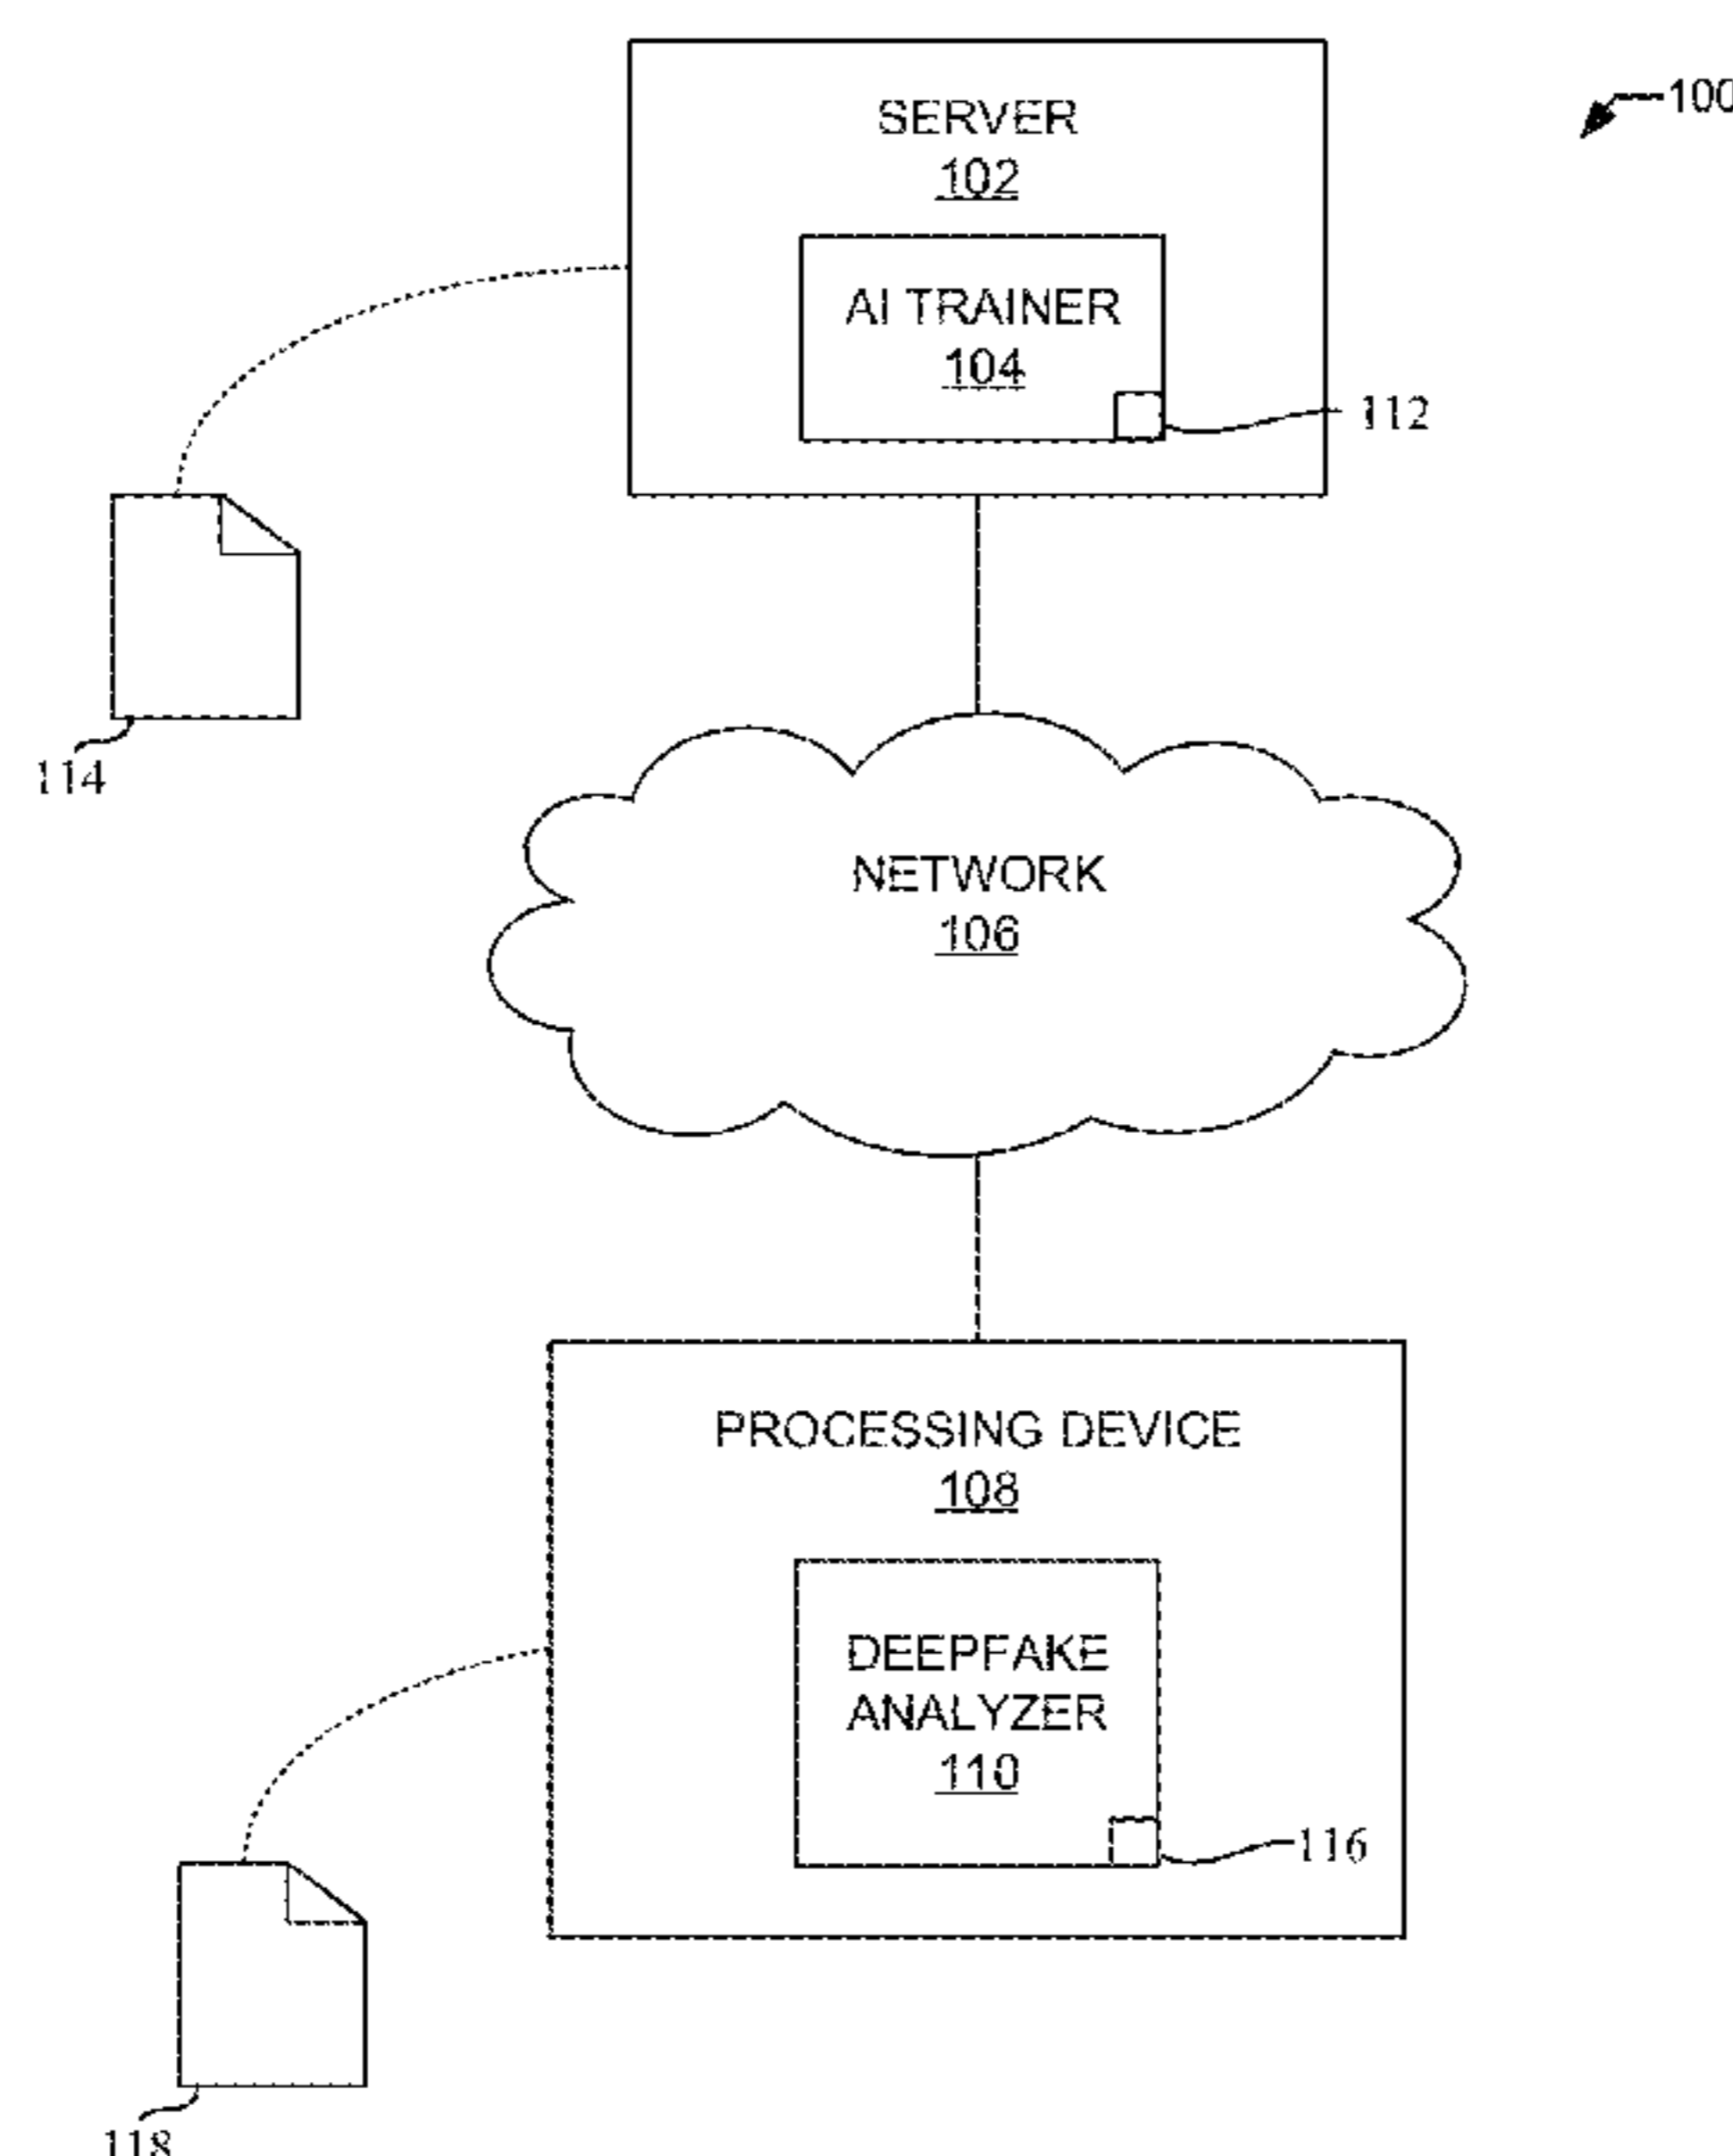 100
SERVER
102
AI TRAINER
104
112
114
NETWORK
106
PROCESSING DEVICE
108
DEEPFAKE
ANALYZER
110
116
118